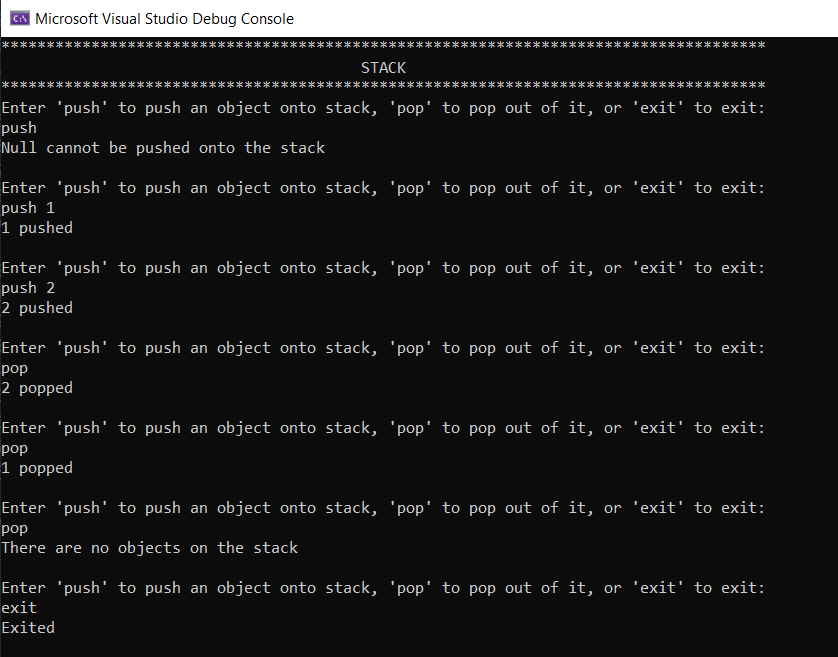 C:\ Microsoft Visual Studio Debug Console
*************************************************************************************
STACK
*************************************************************************************
Enter 'push' to push an object onto stack, 'pop' to pop out of it, or 'exit' to exit:
push
Null cannot be pushed onto the stack
Enter 'push' to push an object onto stack, 'pop' to pop out of it, or 'exit' to exit:
push 1
1 pushed
Enter 'push' to push an object onto stack, 'pop' to pop out of it, or 'exit' to exit:
push 2
2 pushed
Enter 'push' to push an object onto stack, 'pop' to pop out of it, or 'exit' to exit:
pop
2 popped
Enter 'push' to push an object onto stack, 'pop' to pop out of it, or 'exit' to exit:
pop
1 popped
Enter 'push' to push an object onto stack, 'pop' to pop out of it, or 'exit' to exit:
pop
There are no objects on the stack
Enter 'push' to push an object onto stack, 'pop' to pop out of it, or 'exit' to exit:
exit
Exited